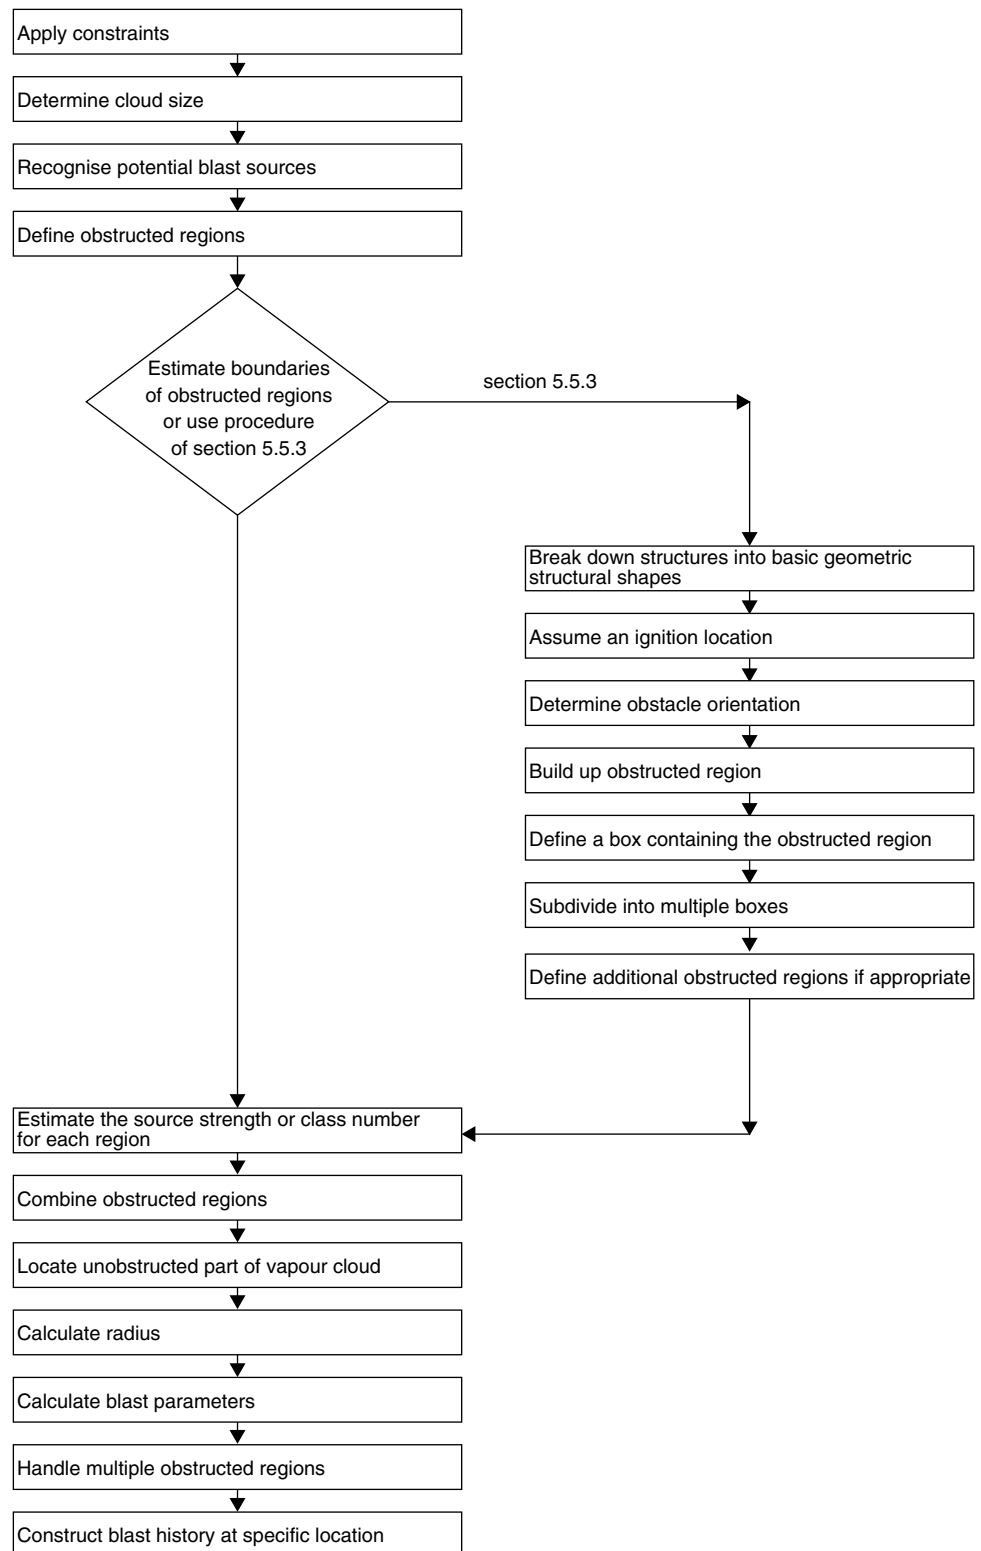 Apply constraints
Determine cloud size
Recognise potential blast sources
Define obstructed regions
Estimate boundaries
of obstructed regions
or use procedure
of section 5.5.3
section 5.5.3
Break down structures into basic geometric
structural shapes
Assume an ignition location
Determine obstacle orientation
Build up obstructed region
Define a box containing the obstructed region
Subdivide into multiple boxes
Define additional obstructed regions if appropriate
Estimate the source strength or class number
for each region
Combine obstructed regions
Locate unobstructed part of vapour cloud
Calculate radius
Calculate blast parameters
Handle multiple obstructed regions
Construct blast history at specific location